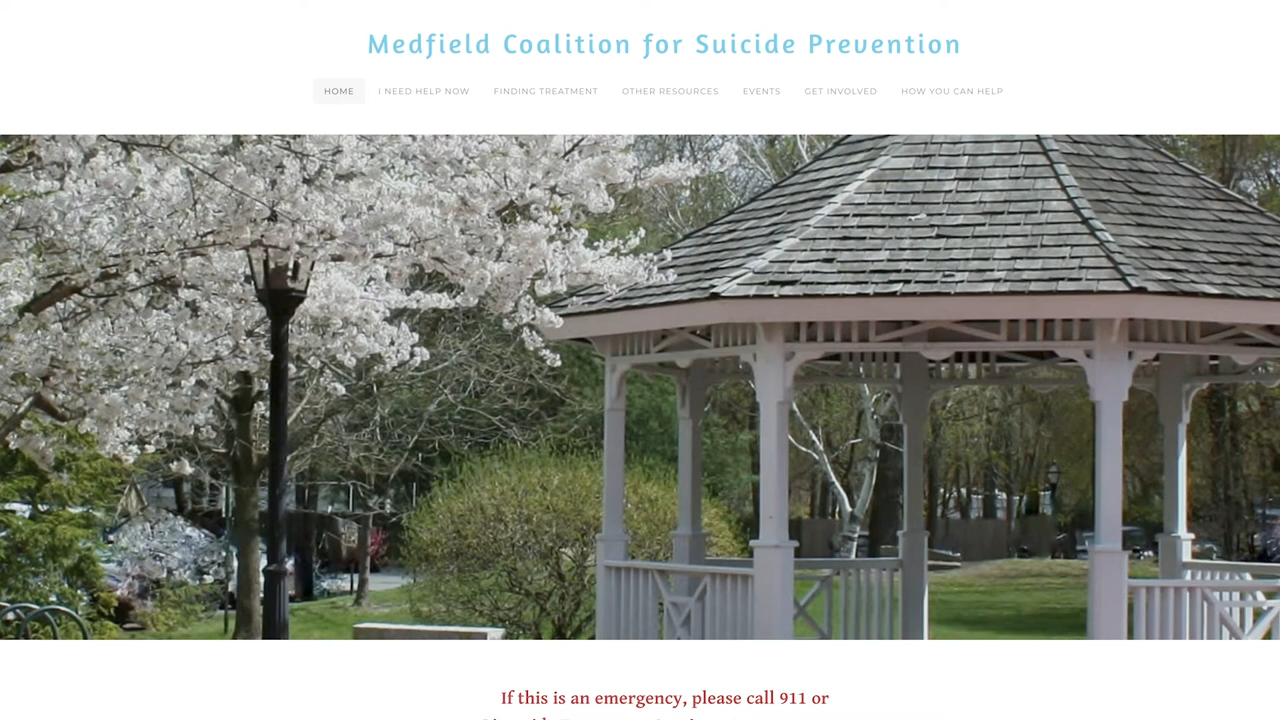 Medfield Coalition for Suicide Prevention
HOME I NEED HELP NOW FINDING TREATMENT OTHER RESOURCES EVENTS GET INVOLVED HOW YOU CAN HELP
If this is an emergency, please call 911 or